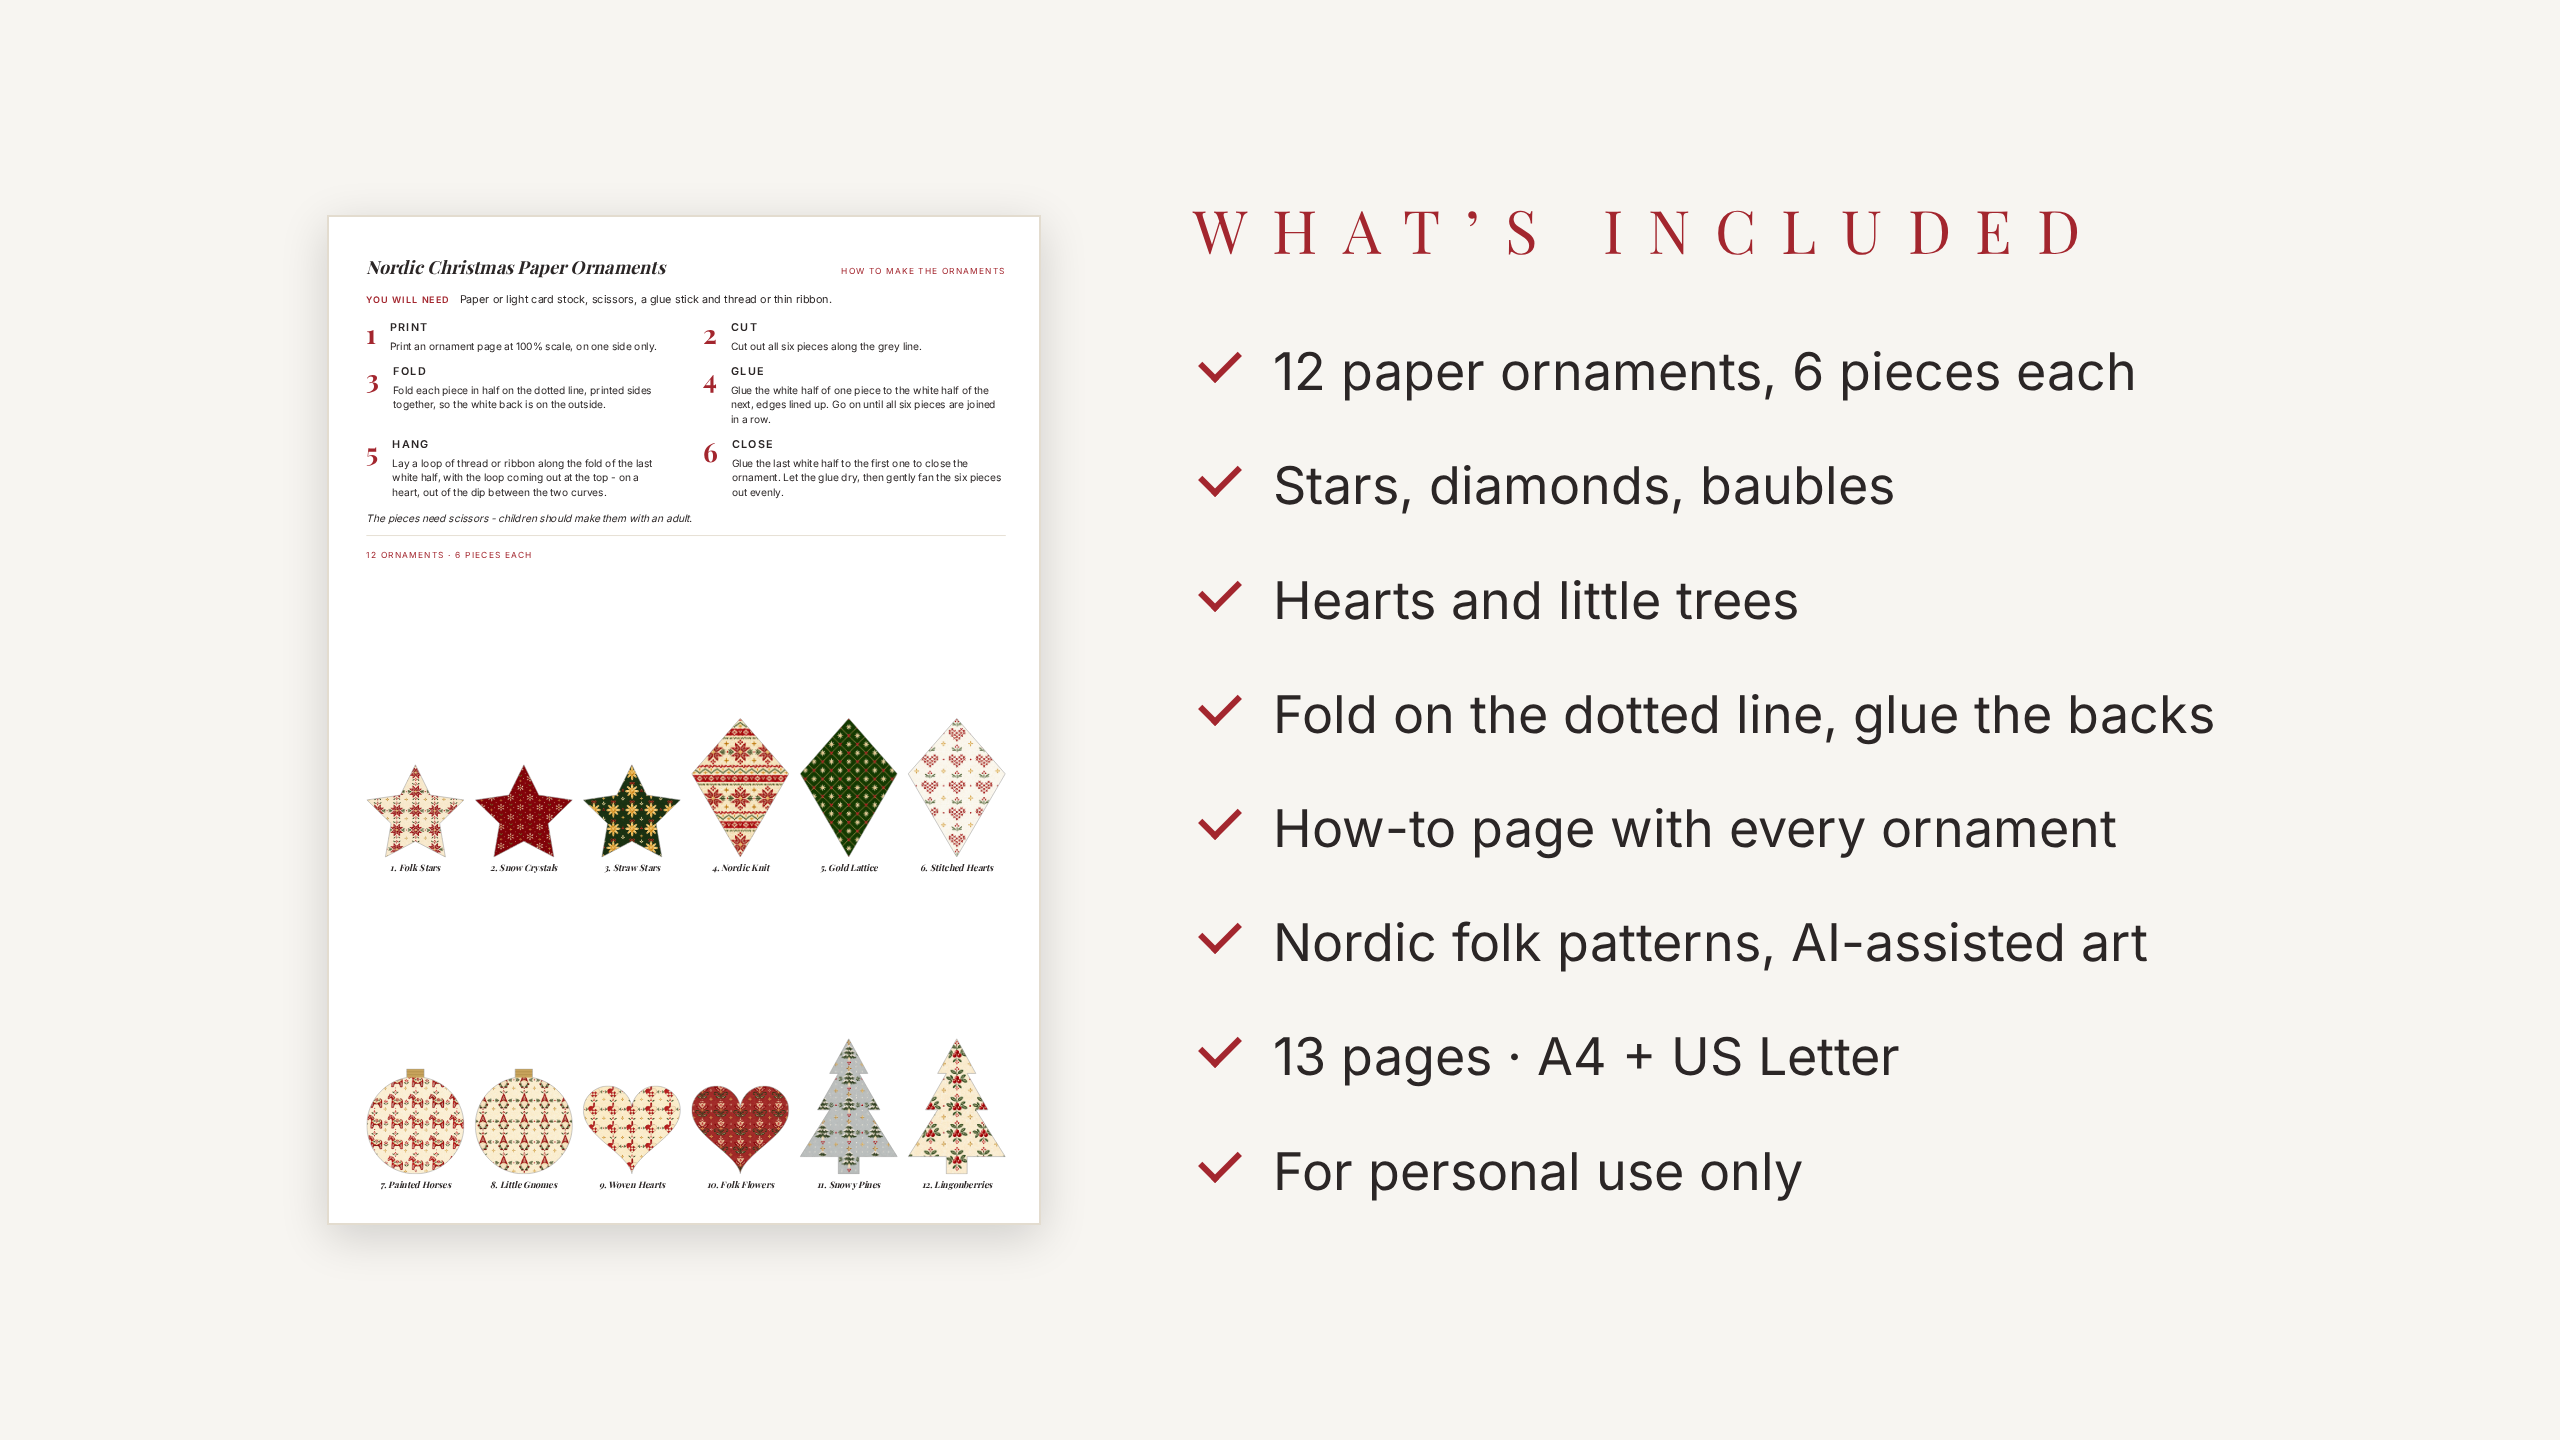 Nordic Christmas Paper Ornaments
HOW TO MAKE THE ORNAMENTS
YOU WILL NEED Paper or light card stock, scissors, a glue stick and thread or thin ribbon.
1 PRINT
Print an ornament page at 100% scale, on one side only.
2 CUT
Cut out all six pieces along the grey line.
3 FOLD
Fold each piece in half on the dotted line, printed sides
together, so the white back is on the outside.
4 GLUE
Glue the white half of one piece to the white half of the
next, edges lined up. Go on until all six pieces are joined
in a row.
5 HANG
Lay a loop of thread or ribbon along the fold of the last
white half, with the loop coming out at the top - on a
heart, out of the dip between the two curves.
6 CLOSE
Glue the last white half to the first one to close the
ornament. Let the glue dry, then gently fan the six pieces
out evenly.
The pieces need scissors - children should make them with an adult.
12 ORNAMENTS · 6 PIECES EACH
1. Folk Stars
2. Snow Crystals
3. Straw Stars
4. Nordic Knit
5. Gold Lattice
6. Stitched Hearts
7. Painted Horses
8. Little Gnomes
9. Woven Hearts
10. Folk Flowers
11. Snowy Pines
12. Lingonberries
WHAT’S INCLUDED
12 paper ornaments, 6 pieces each
Stars, diamonds, baubles
Hearts and little trees
Fold on the dotted line, glue the backs
How-to page with every ornament
Nordic folk patterns, AI-assisted art
13 pages · A4 + US Letter
For personal use only